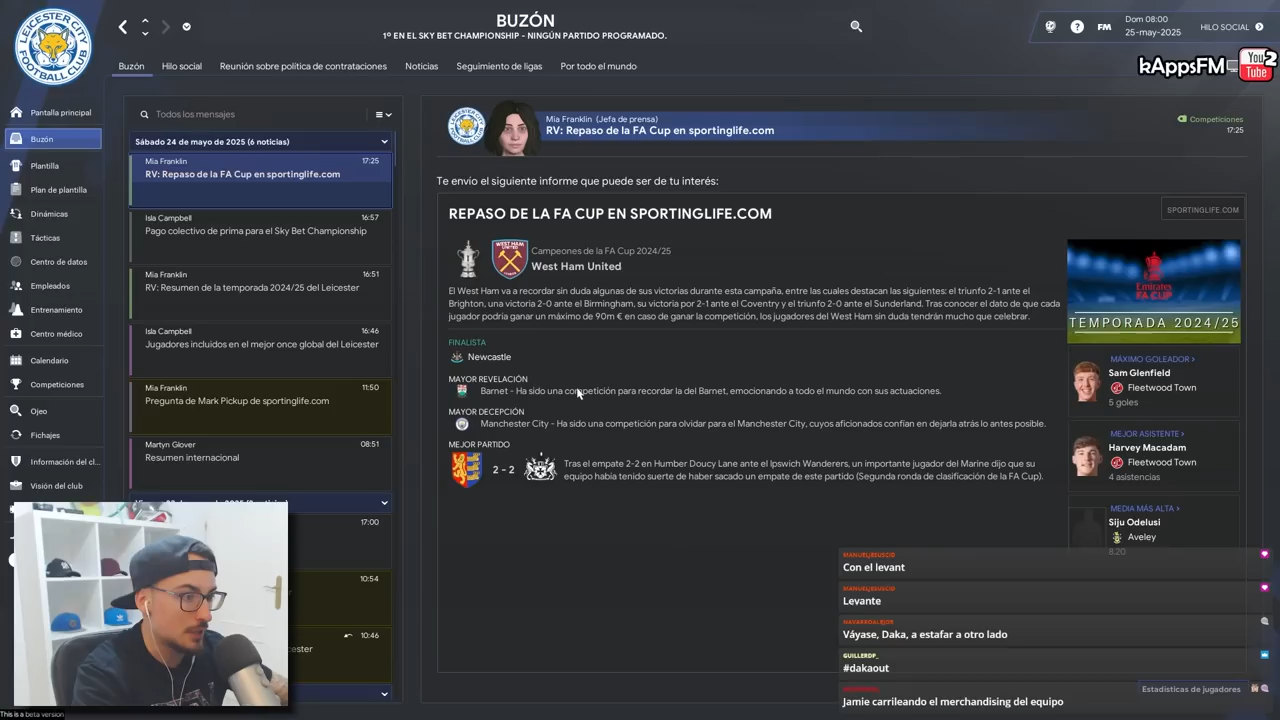 LEICESTER CITY
FOOTBALL CLUB
BUZÓN
1º EN EL SKY BET CHAMPIONSHIP - NINGÚN PARTIDO PROGRAMADO.
FM
Dom 08:00
25-may-2025
HILO SOCIAL
kAppsFM
You
Tube
2
Buzón
Hilo social
Reunión sobre política de contrataciones
Noticias
Seguimiento de ligas
Por todo el mundo
Pantalla principal
Buzón
Plantilla
Plan de plantilla
Dinámicas
Tácticas
Centro de datos
Empleados
Entrenamiento
Centro médico
Calendario
Competiciones
Ojeo
Fichajes
Información del cl...
Visión del club
Todos los mensajes
Sábado 24 de mayo de 2025 (6 noticias)
Mia Franklin 17:25
RV: Repaso de la FA Cup en sportinglife.com
Isla Campbell 16:57
Pago colectivo de prima para el Sky Bet Championship
Mia Franklin 16:51
RV: Resumen de la temporada 2024/25 del Leicester
Isla Campbell 16:46
Jugadores incluidos en el mejor once global del Leicester
Mia Franklin 11:50
Pregunta de Mark Pickup de sportinglife.com
Martyn Glover 08:51
Resumen internacional
17:00
10:54
10:46
cester
Mia Franklin (Jefa de prensa)
RV: Repaso de la FA Cup en sportinglife.com
Competiciones
17:25
Te envío el siguiente informe que puede ser de tu interés:
REPASO DE LA FA CUP EN SPORTINGLIFE.COM
SPORTINGLIFE.COM
WEST HAM
UNITED
Campeones de la FA Cup 2024/25
West Ham United
El West Ham va a recordar sin duda algunas de sus victorias durante esta campaña, entre las cuales destacan las siguientes: el triunfo 2-1 ante el
Brighton, una victoria 2-0 ante el Birmingham, su victoria por 2-1 ante el Coventry y el triunfo 2-0 ante el Sunderland. Tras conocer el dato de que cada
jugador podría ganar un máximo de 90m € en caso de ganar la competición, los jugadores del West Ham sin duda tendrán mucho que celebrar.
FINALISTA
Newcastle
MAYOR REVELACIÓN
Barnet - Ha sido una competición para recordar la del Barnet, emocionando a todo el mundo con sus actuaciones.
MAYOR DECEPCIÓN
Manchester City - Ha sido una competición para olvidar para el Manchester City, cuyos aficionados confían en dejarla atrás lo antes posible.
MEJOR PARTIDO
2 - 2
Tras el empate 2-2 en Humber Doucy Lane ante el Ipswich Wanderers, un importante jugador del Marine dijo que su
equipo había tenido suerte de haber sacado un empate de este partido (Segunda ronda de clasificación de la FA Cup).
Emirates
FA CUP
TEMPORADA 2024/25
MÁXIMO GOLEADOR >
Sam Glenfield
Fleetwood Town
5 goles
MEJOR ASISTENTE >
Harvey Macadam
Fleetwood Town
4 asistencias
MEDIA MÁS ALTA >
Siju Odelusi
Aveley
8.20
MANUELJESUSCID
Con el levant
MANUELJESUSCID
Levante
Váyase, Daka, a estafar a otro lado
GUILLERDP_
#dakaout
Estadísticas de jugadores
Jamie carrileando el merchandising del equipo
This is a beta version